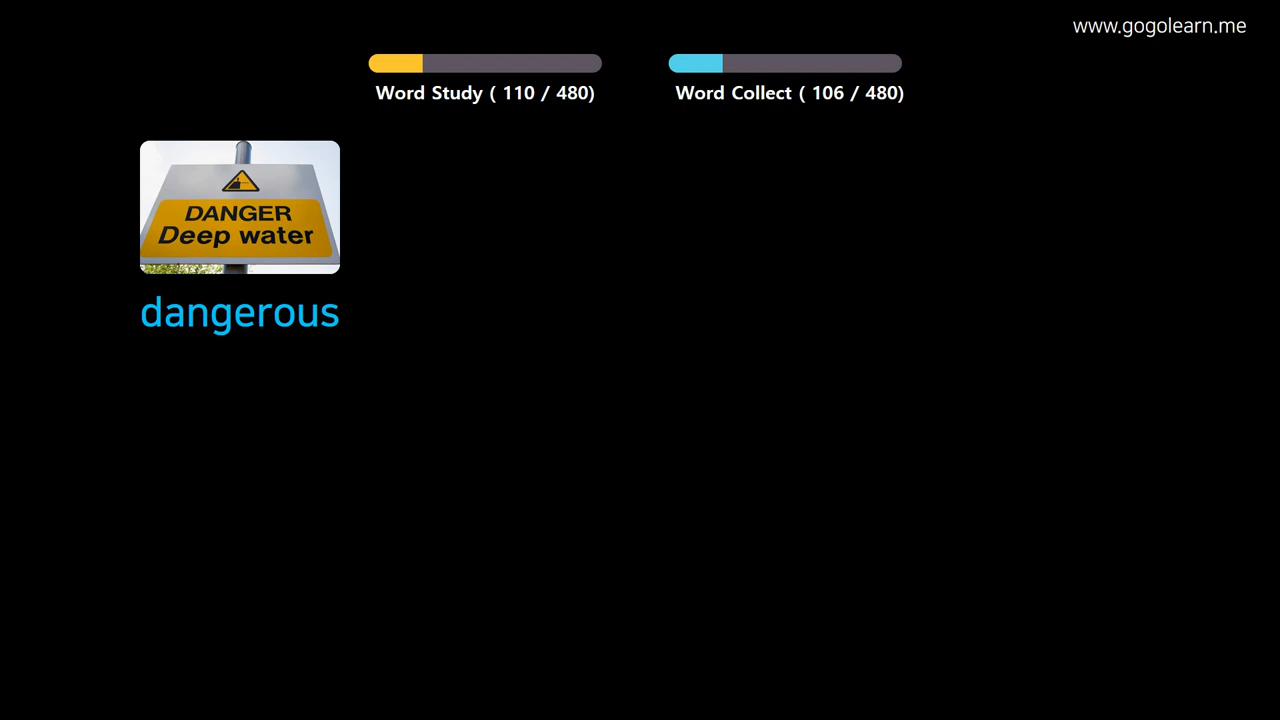 www.gogolearn.me
Word Study ( 110 / 480)
Word Collect ( 106 / 480)
DANGER
Deep water
dangerous